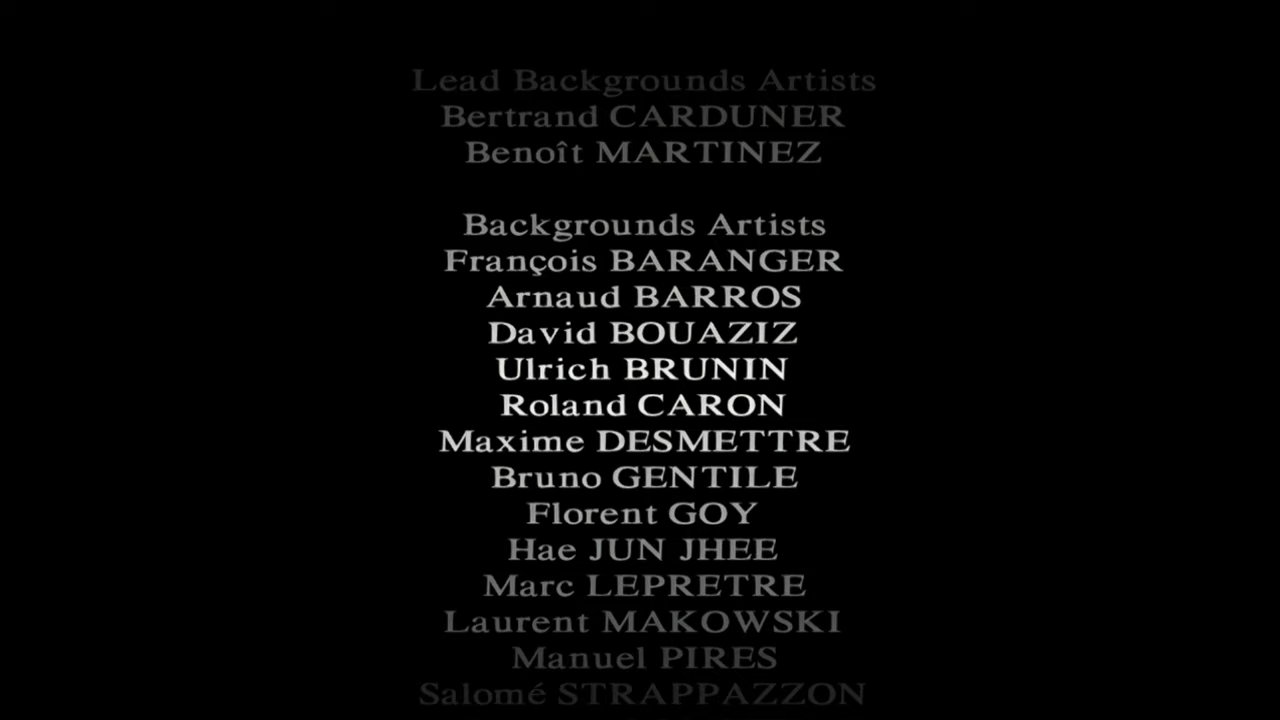 Lead Backgrounds Artists
Bertrand CARDUNER
Benoît MARTINEZ
Backgrounds Artists
François BARANGER
Arnaud BARROS
David BOUAZIZ
Ulrich BRUNIN
Roland CARON
Maxime DESMETTRE
Bruno GENTILE
Florent GOY
Hae JUN JHEE
Marc LEPRETRE
Laurent MAKOWSKI
Manuel PIRES
Salomé STRAPPAZZON